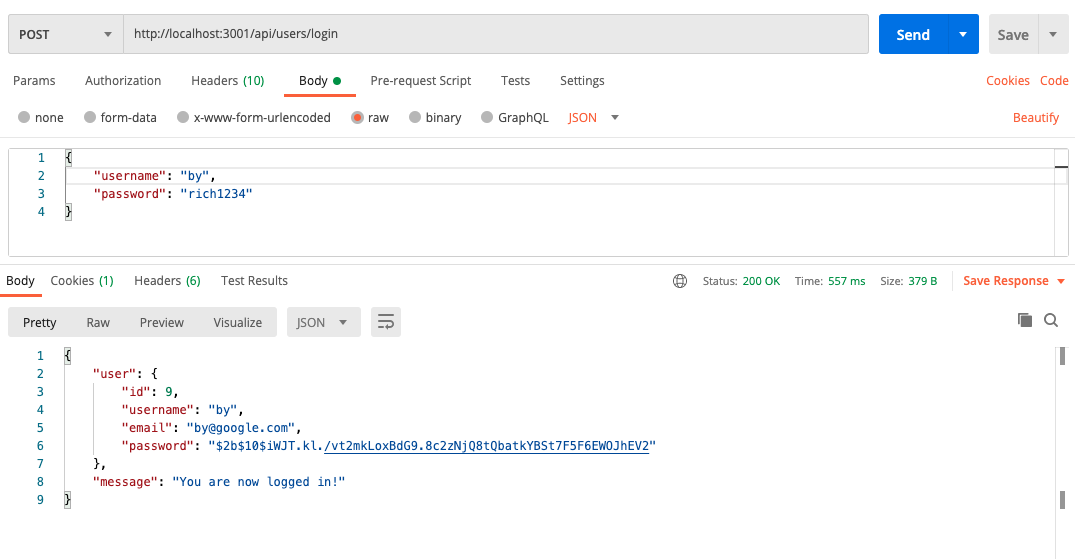 POST http://localhost:3001/api/users/login Send Save
Params Authorization Headers (10) Body Pre-request Script Tests Settings Cookies Code
none form-data x-www-form-urlencoded raw binary GraphQL JSON Beautify
1 {
2 "username": "by",
3 "password": "rich1234"
4 }
Body Cookies (1) Headers (6) Test Results Status: 200 OK Time: 557 ms Size: 379 B Save Response
Pretty Raw Preview Visualize JSON
1 {
2 "user": {
3 "id": 9,
4 "username": "by",
5 "email": "by@google.com",
6 "password": "$2b$10$iWJT.kl./vt2mkLoxBdG9.8c2zNjQ8tQbatkYBSt7F5F6EWOJhEV2"
7 },
8 "message": "You are now logged in!"
9 }